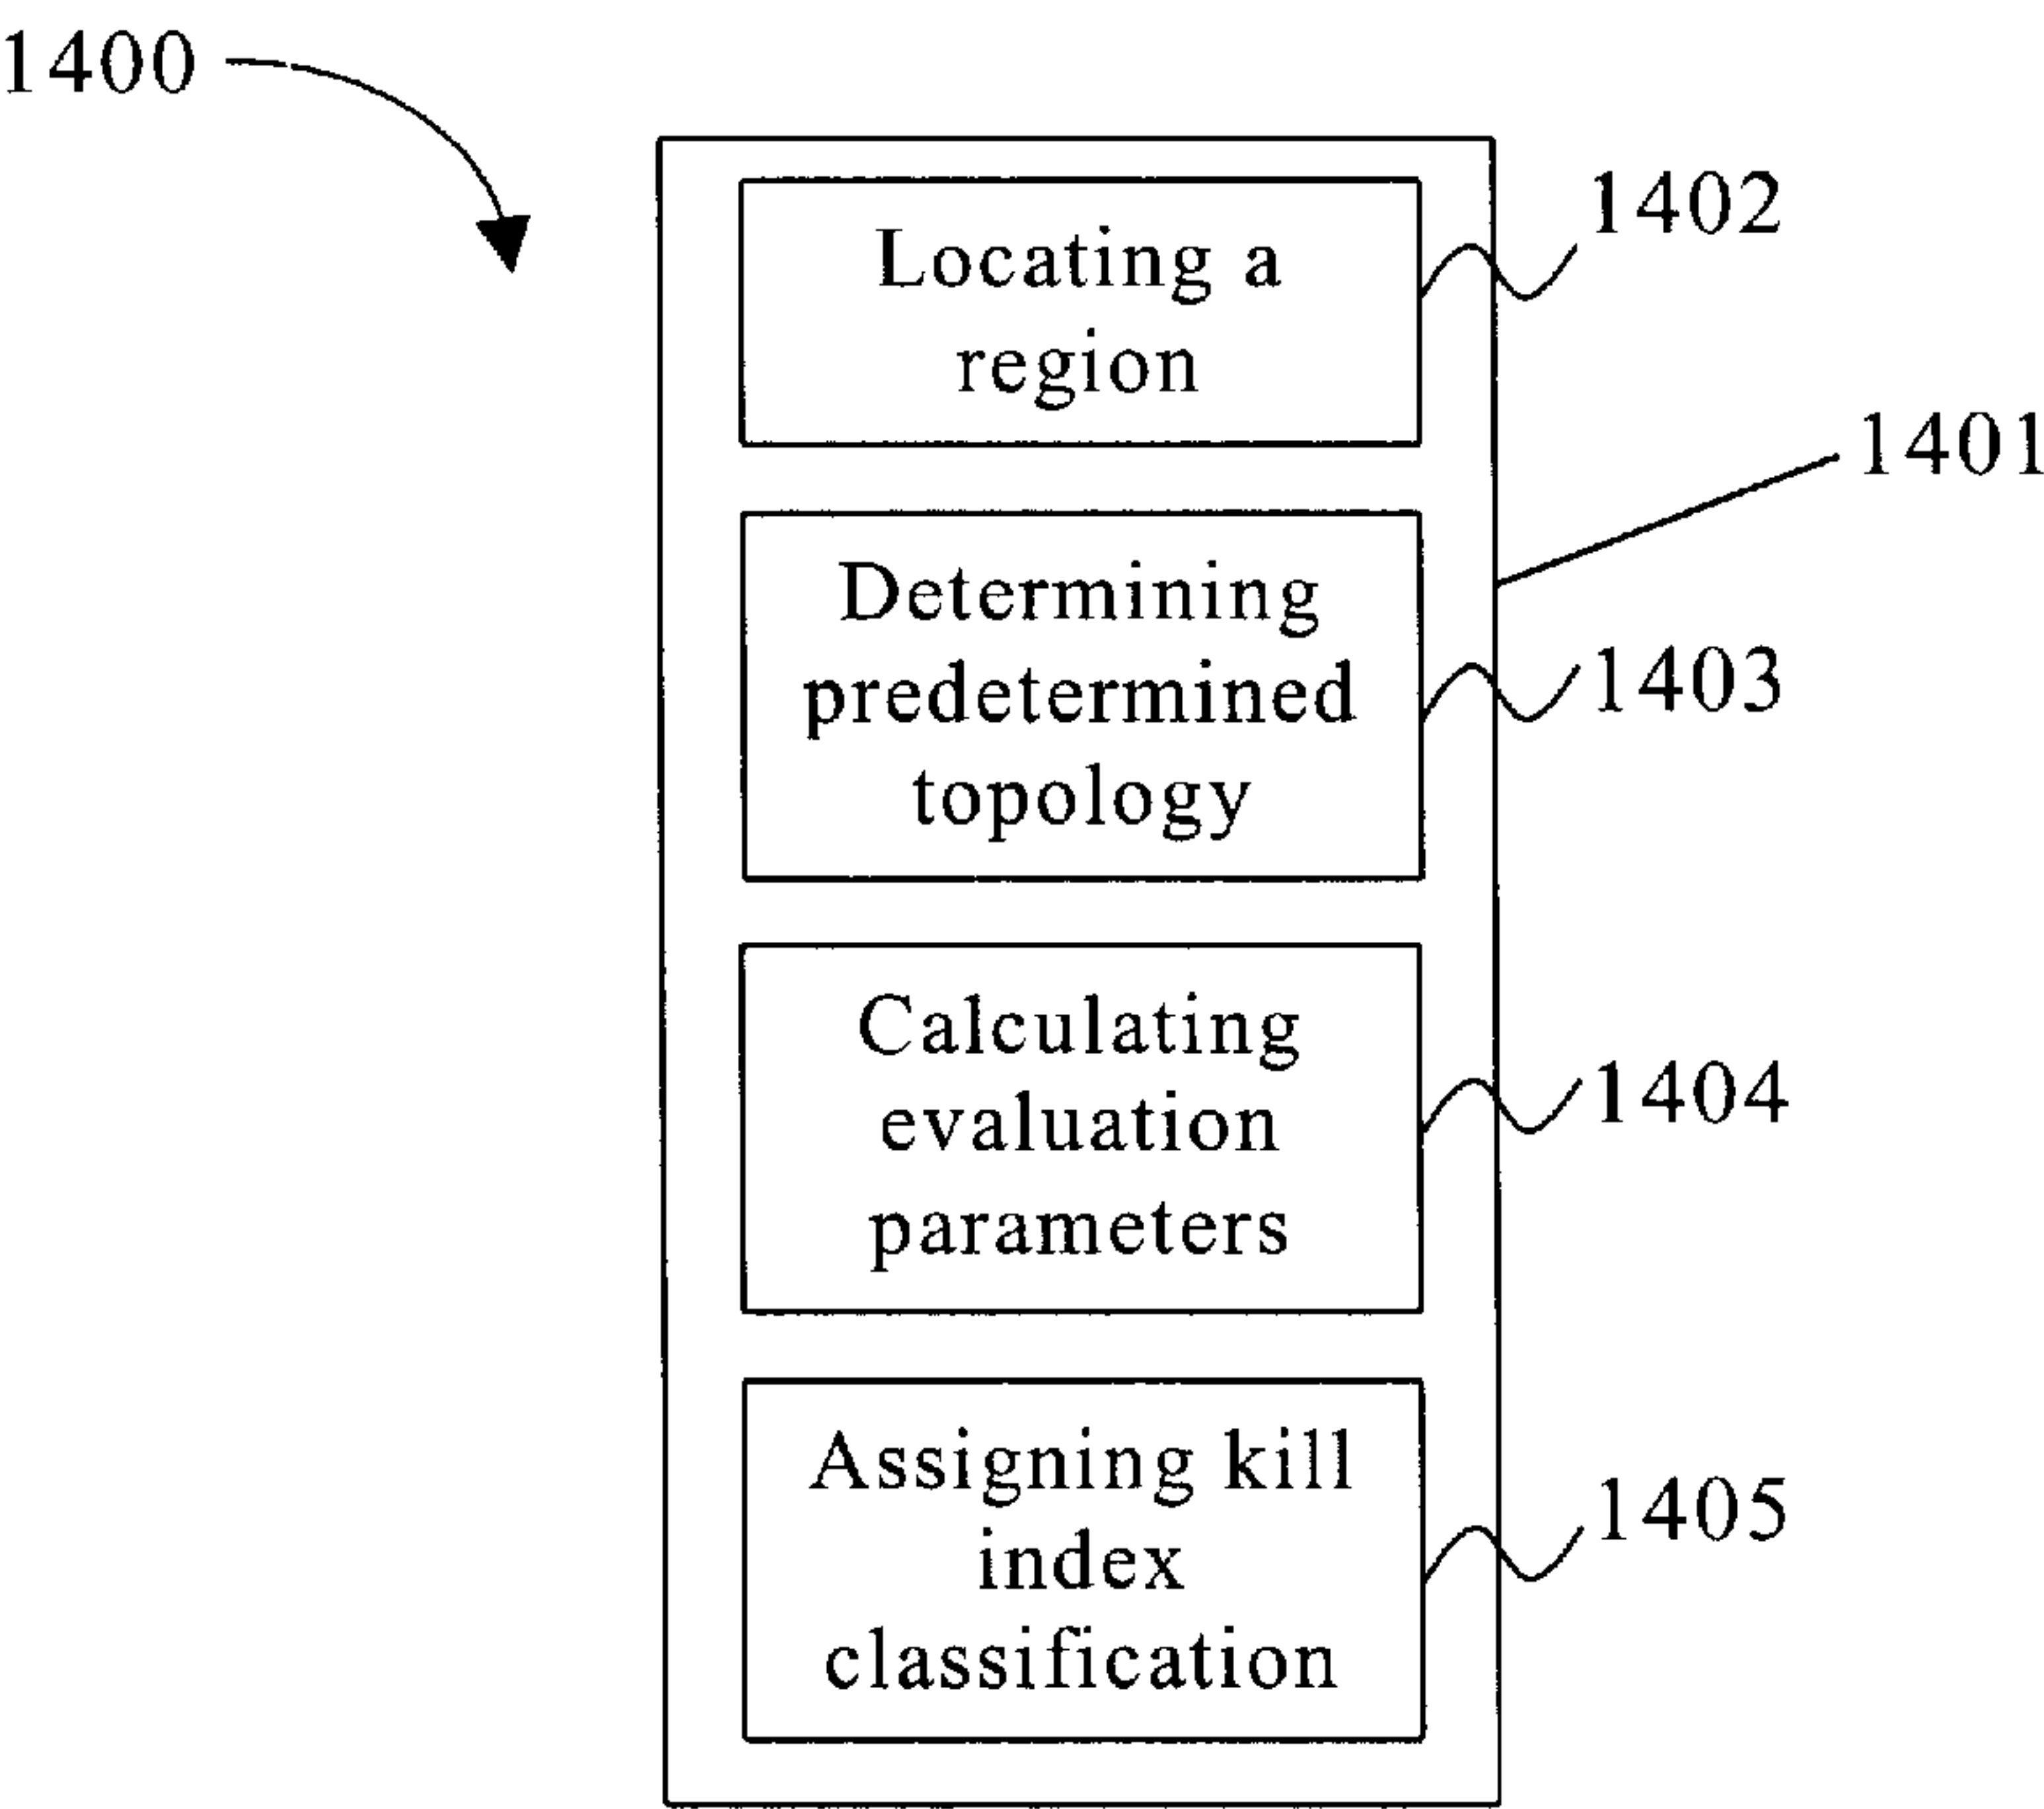 1400
Locating a
region
1402
1401
Determining
predetermined
topology
1403
Calculating
evaluation
parameters
1404
Assigning kill
index
classification
1405